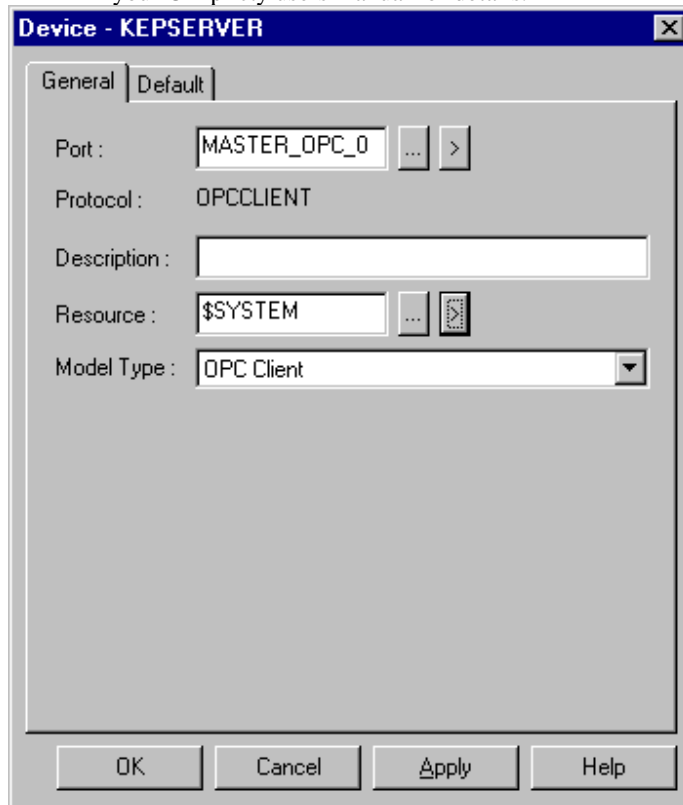 Device - KEPSERVER
General Default
Port : MASTER_OPC_0 ... >
Protocol : OPCCLIENT
Description :
Resource : $SYSTEM ... >
Model Type : OPC Client
OK Cancel Apply Help